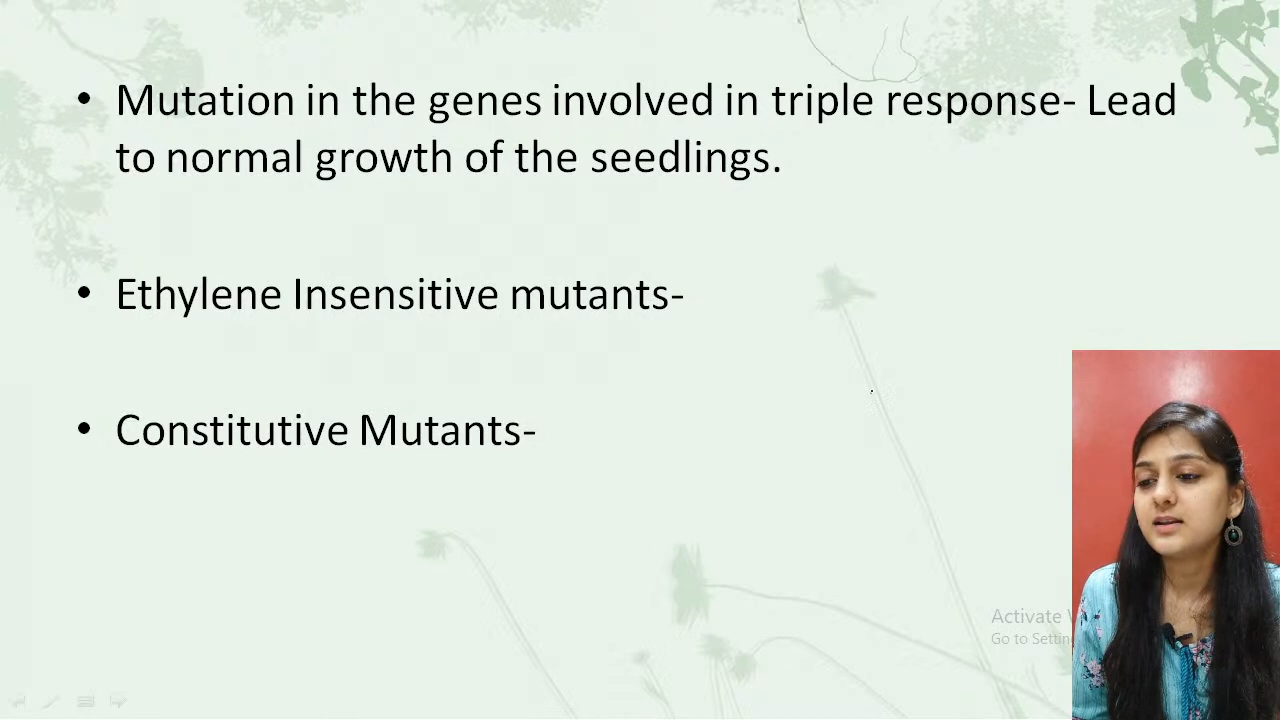 • Mutation in the genes involved in triple response- Lead
to normal growth of the seedlings.
• Ethylene Insensitive mutants-
• Constitutive Mutants-
Activate
Go to